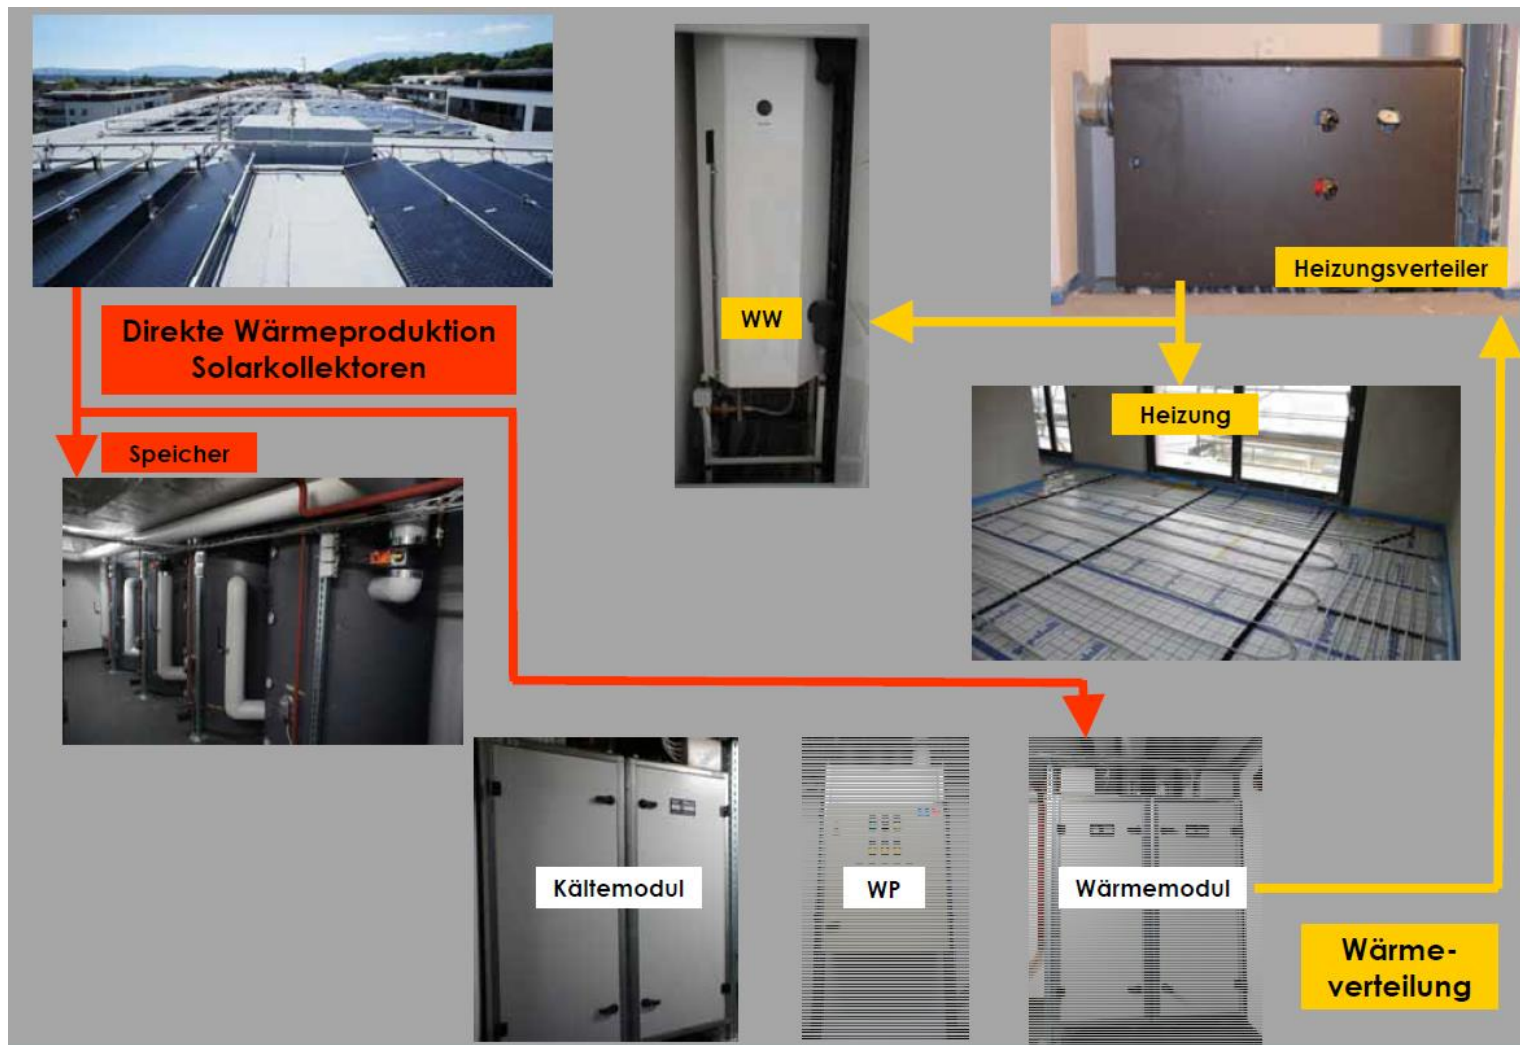 Heizungsverteiler
WW
Direkte Wärmeproduktion
Solarkollektoren
Heizung
Speicher
Kältemodul
WP
Wärmemodul
Wärme-
verteilung